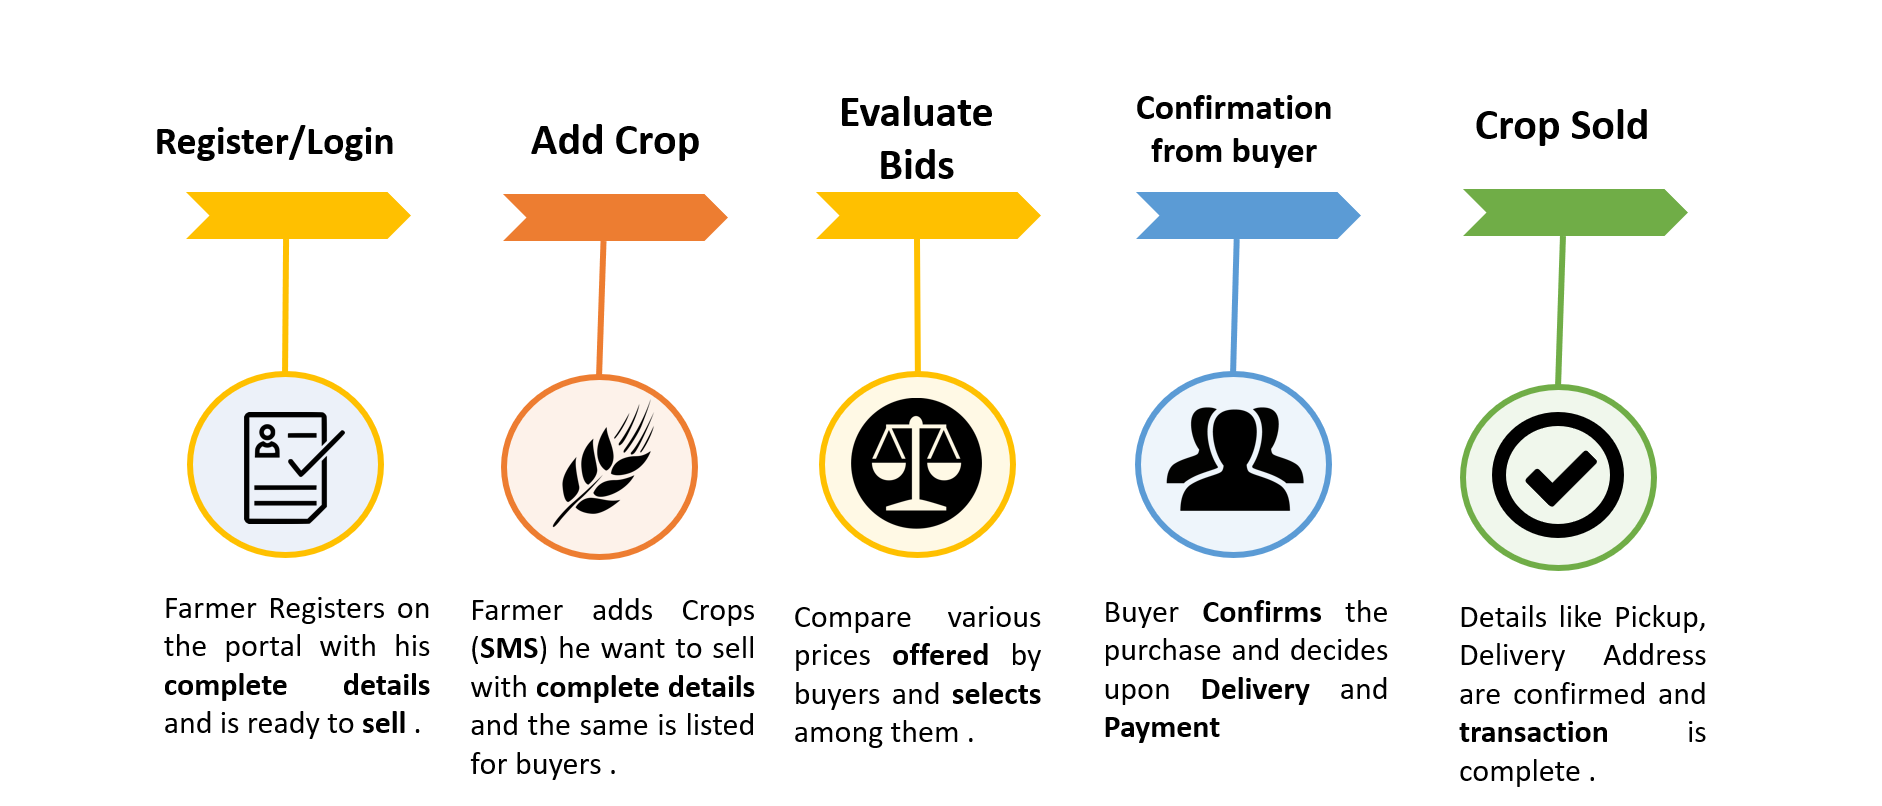 Register/Login
Add Crop
Evaluate
Bids
Confirmation
from buyer
Crop Sold
Farmer Registers on
the portal with his
complete details
and is ready to sell .
Farmer adds Crops
(SMS) he want to sell
with complete details
and the same is listed
for buyers .
Compare various
prices offered by
buyers and selects
among them .
Buyer Confirms the
purchase and decides
upon Delivery and
Payment
Details like Pickup,
Delivery Address
are confirmed and
transaction is
complete .